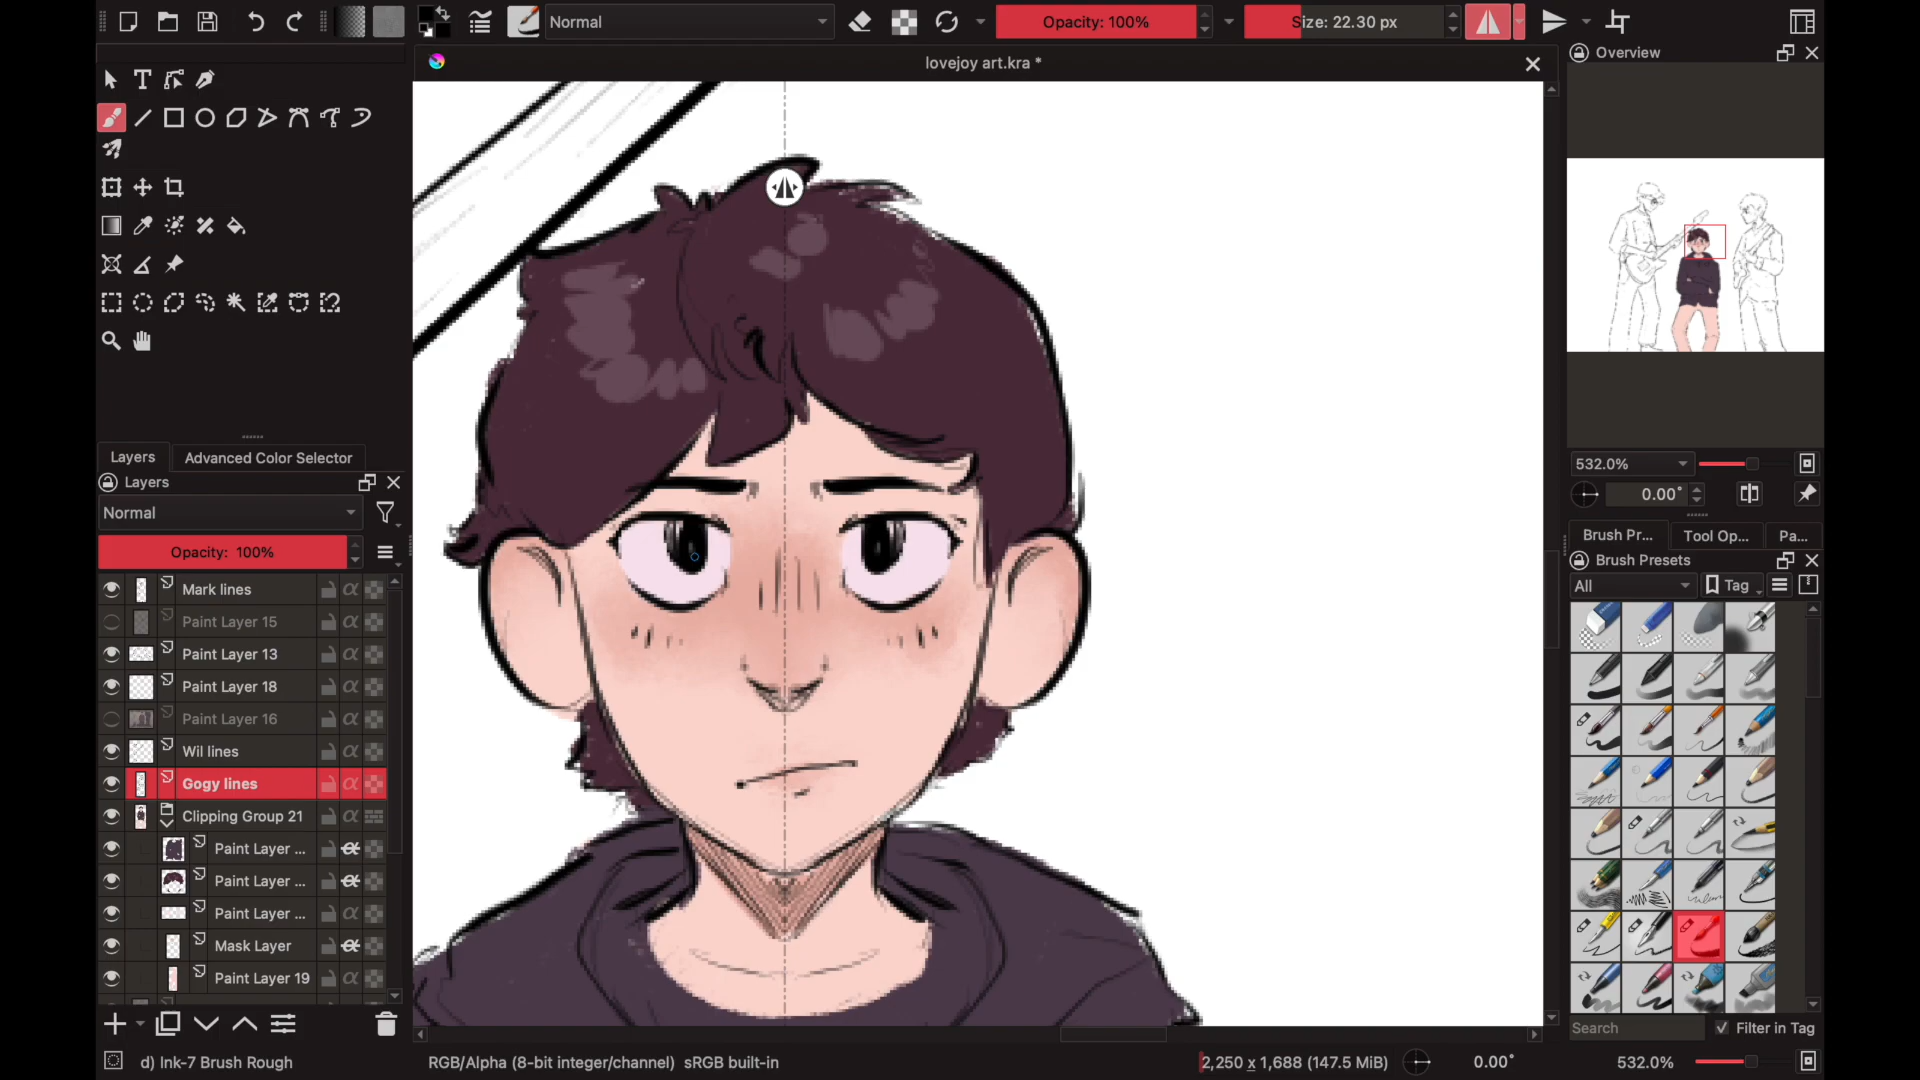 Normal
Opacity: 100%
Size: 22.30 px
lovejoy art.kra *
Overview
532.0%
0.00°
Layers
Advanced Color Selector
Layers
Normal
Opacity: 100%
Mark lines
Paint Layer 15
Paint Layer 13
Paint Layer 18
Paint Layer 16
Wil lines
Gogy lines
Clipping Group 21
Paint Layer ...
Paint Layer ...
Paint Layer ...
Mask Layer
Paint Layer 19
Brush Pr...
Tool Op...
Pa...
Brush Presets
All
Tag
Search
Filter in Tag
d) Ink-7 Brush Rough
RGB/Alpha (8-bit integer/channel) sRGB built-in
2,250 x 1,688 (147.5 MiB)
0.00°
532.0%